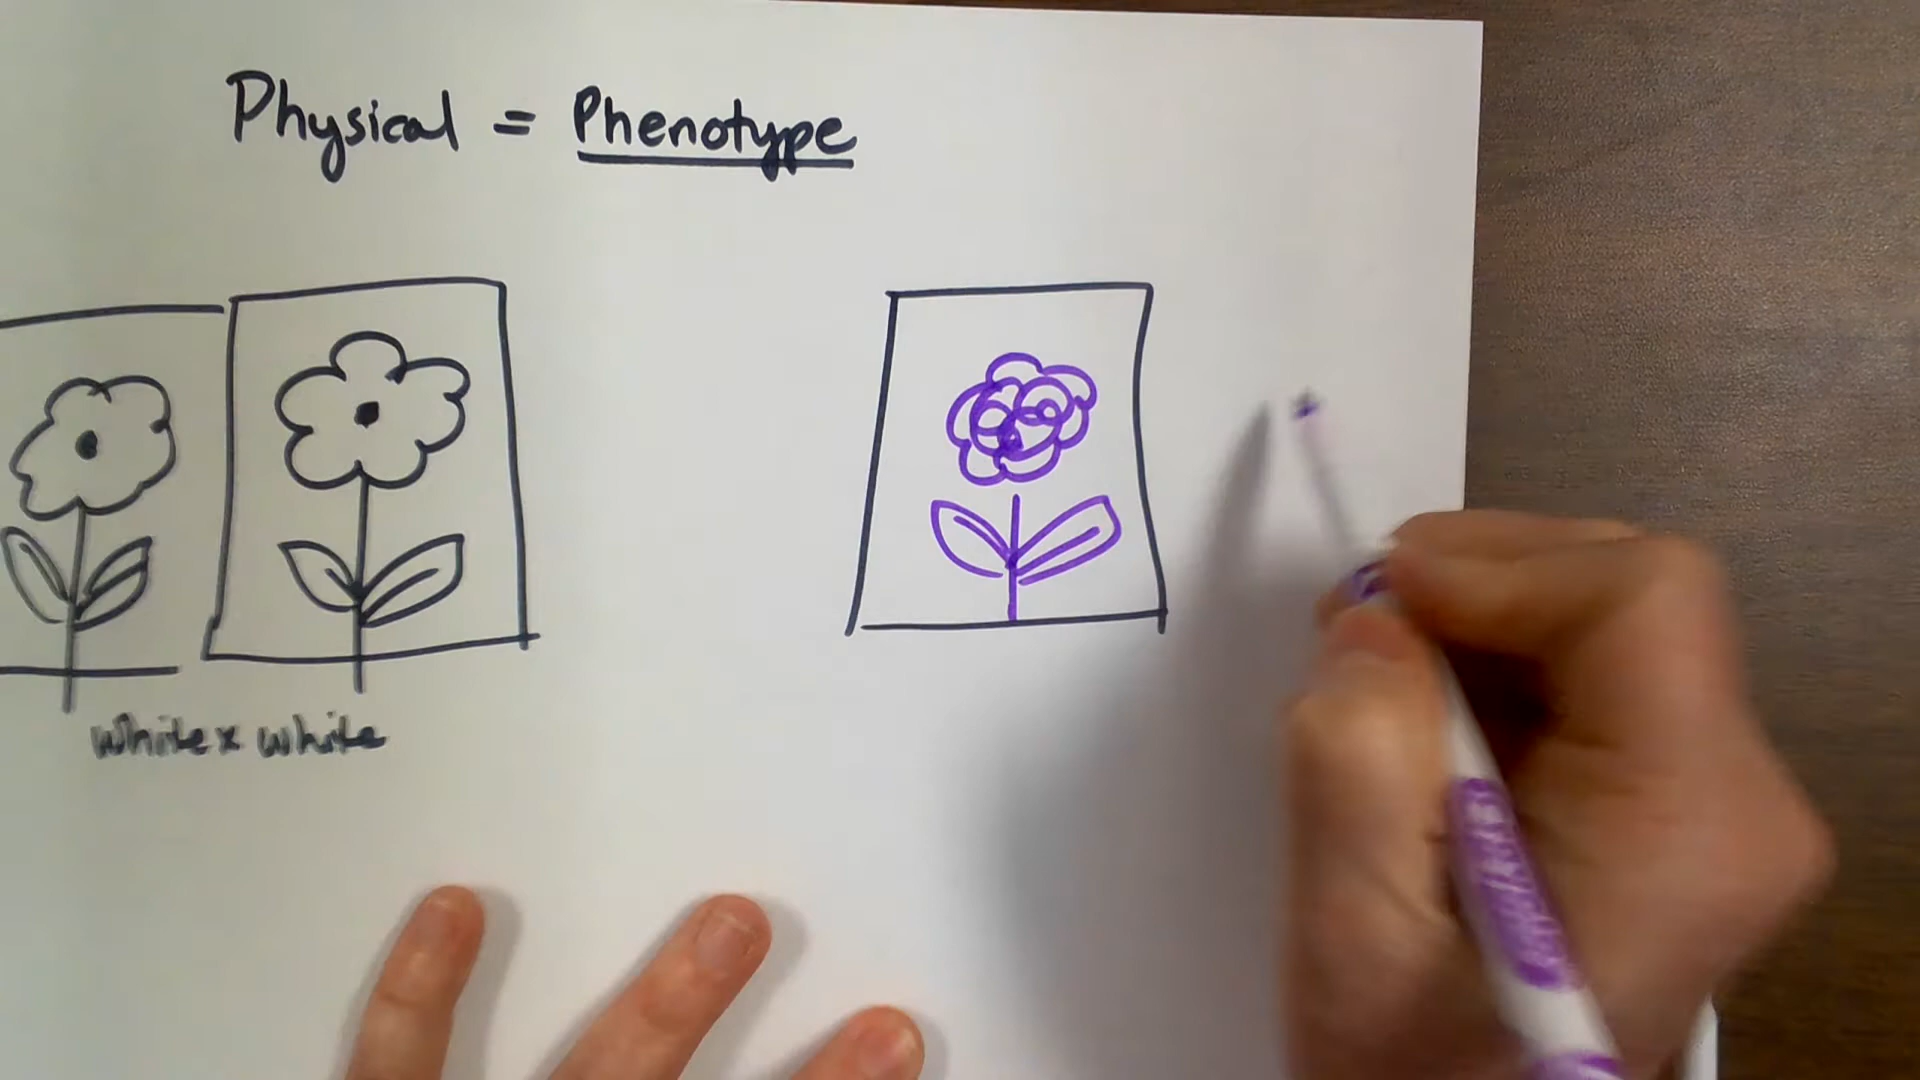 Physical = Phenotype
white x white